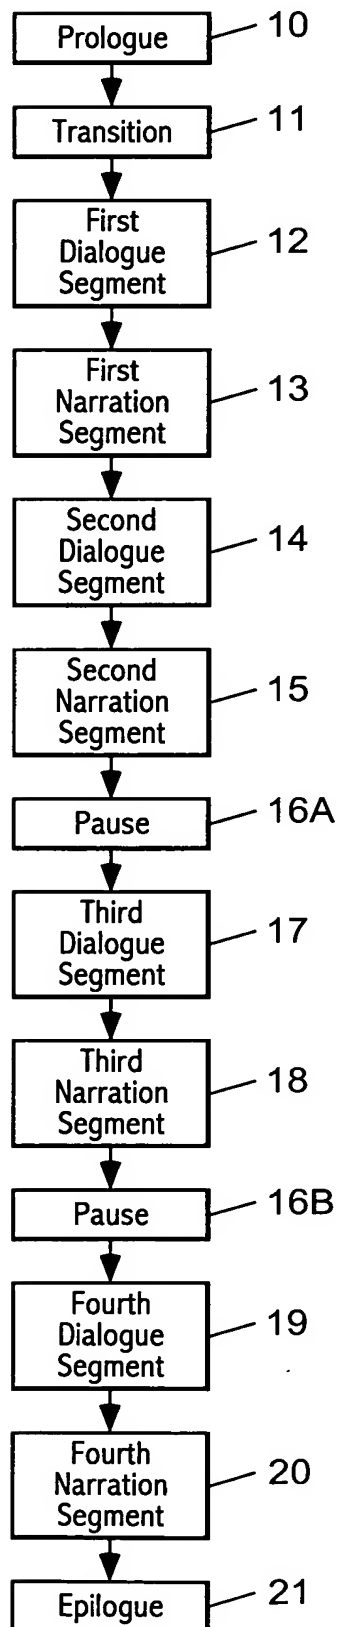 Prologue 10
Transition 11
First
Dialogue 12
Segment
First
Narration 13
Segment
Second
Dialogue 14
Segment
Second
Narration 15
Segment
Pause 16A
Third
Dialogue 17
Segment
Third
Narration 18
Segment
Pause 16B
Fourth
Dialogue 19
Segment
Fourth
Narration 20
Segment
Epilogue 21